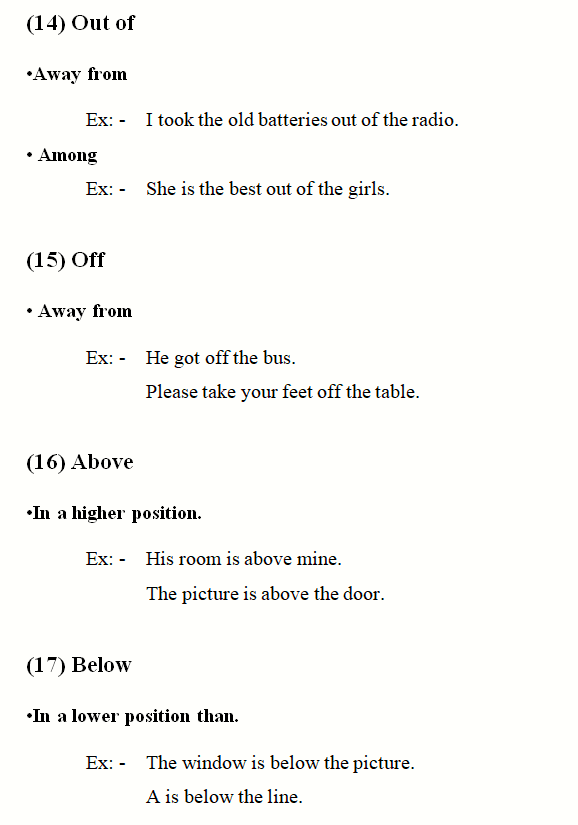 (14) Out of
•Away from
Ex: - I took the old batteries out of the radio.
• Among
Ex: - She is the best out of the girls.
(15) Off
• Away from
Ex: - He got off the bus.
Please take your feet off the table.
(16) Above
•In a higher position.
Ex: - His room is above mine.
The picture is above the door.
(17) Below
•In a lower position than.
Ex: - The window is below the picture.
A is below the line.